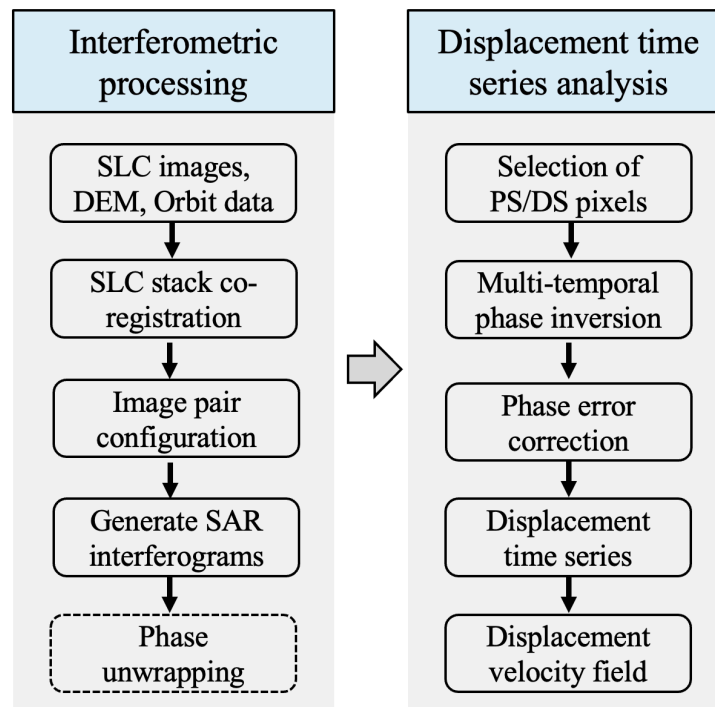 Interferometric
processing
SLC images,
DEM, Orbit data
SLC stack co-
registration
Image pair
configuration
Generate SAR
interferograms
Phase
unwrapping
Displacement time
series analysis
Selection of
PS/DS pixels
Multi-temporal
phase inversion
Phase error
correction
Displacement
time series
Displacement
velocity field